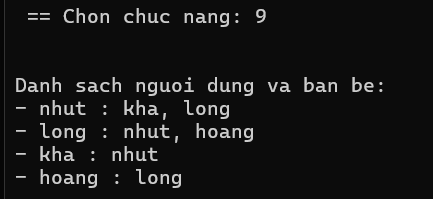 == Chon chuc nang: 9
Danh sach nguoi dung va ban be:
- nhut : kha, long
- long : nhut, hoang
- kha : nhut
- hoang : long